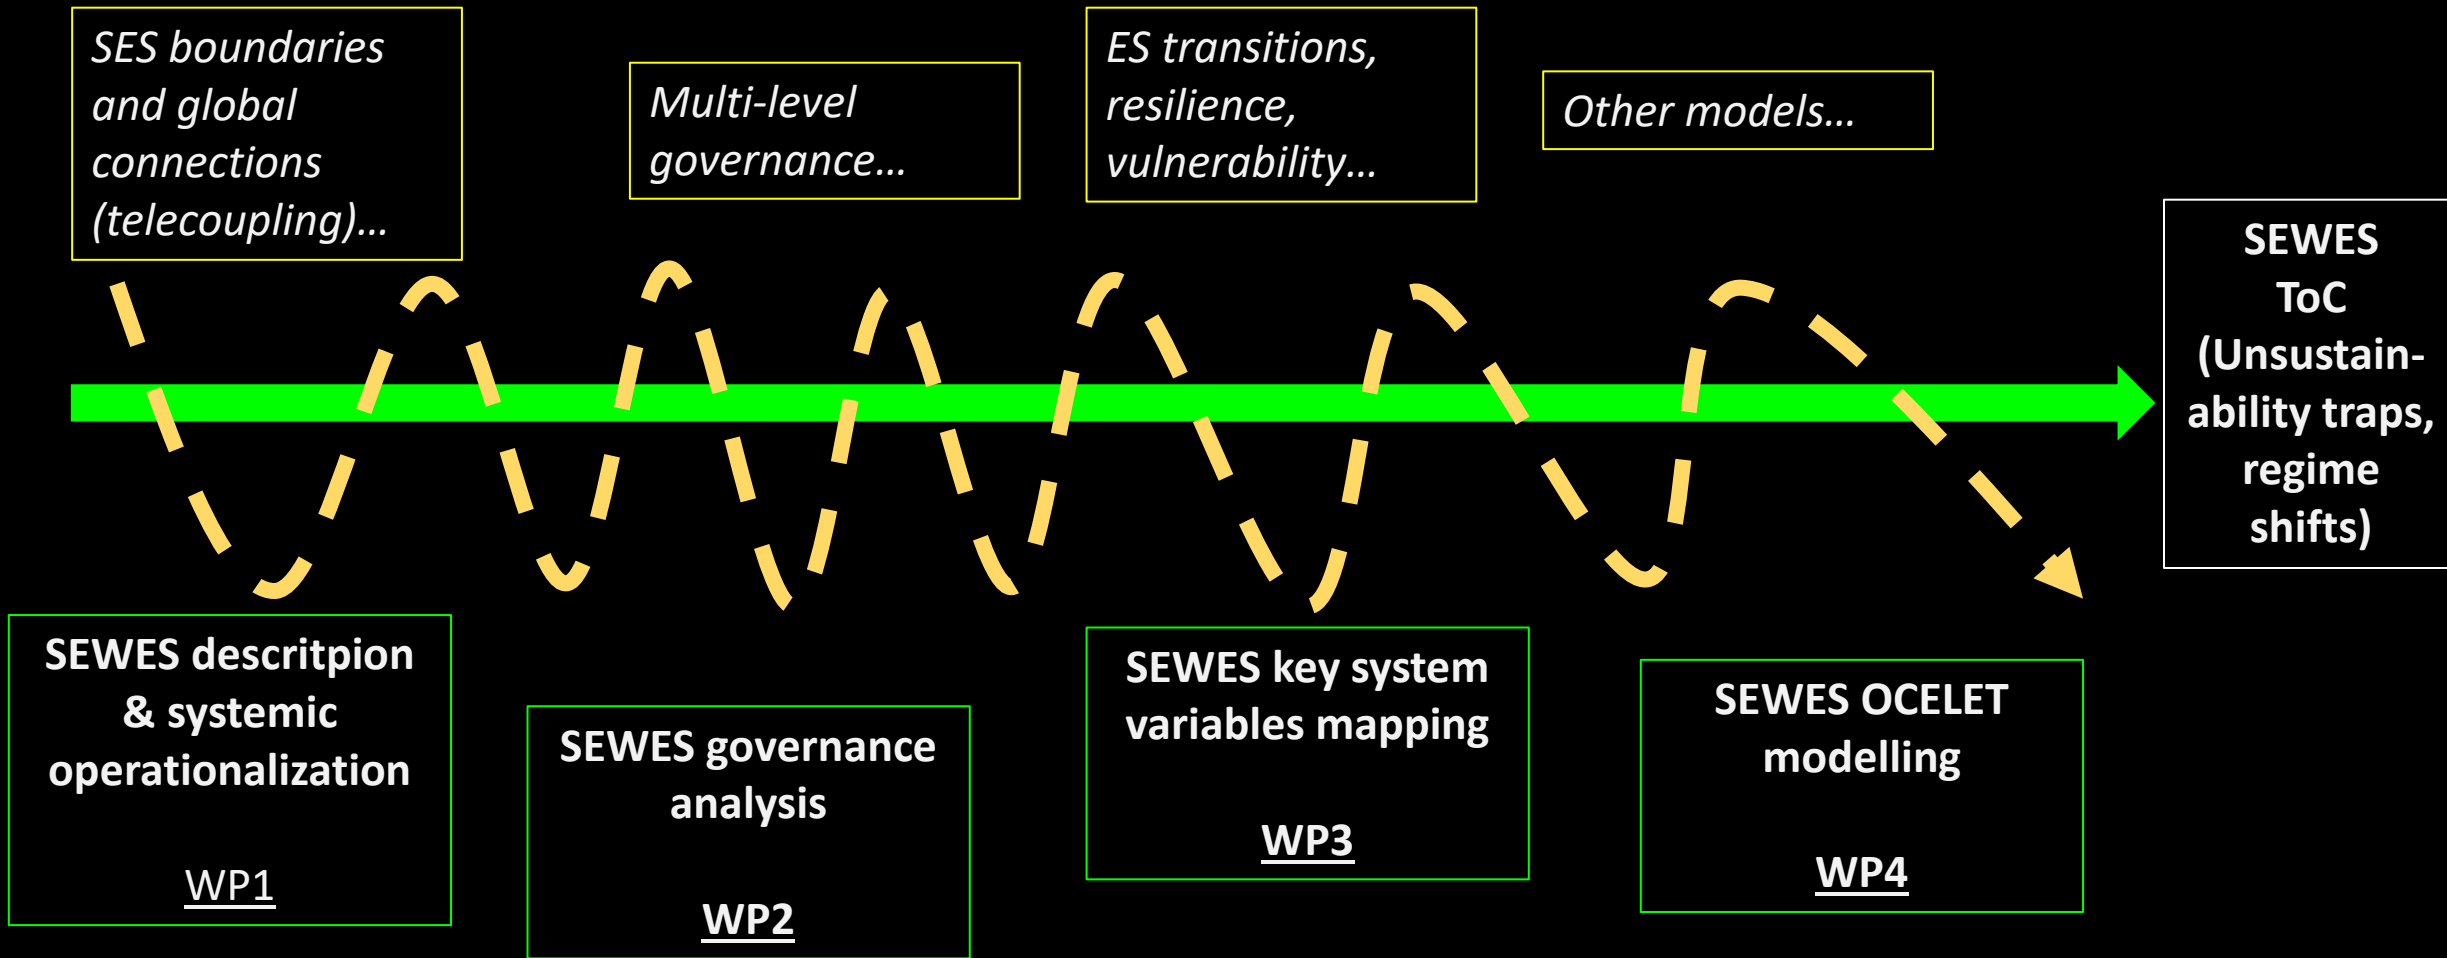 SES boundaries
and global
connections
(telecoupling)…
Multi-level
governance…
ES transitions,
resilience,
vulnerability…
Other models…
SEWES
ToC
(Unsustain-
ability traps,
regime
shifts)
SEWES descritpion
& systemic
operationalization
WP1
SEWES governance
analysis
WP2
SEWES key system
variables mapping
WP3
SEWES OCELET
modelling
WP4